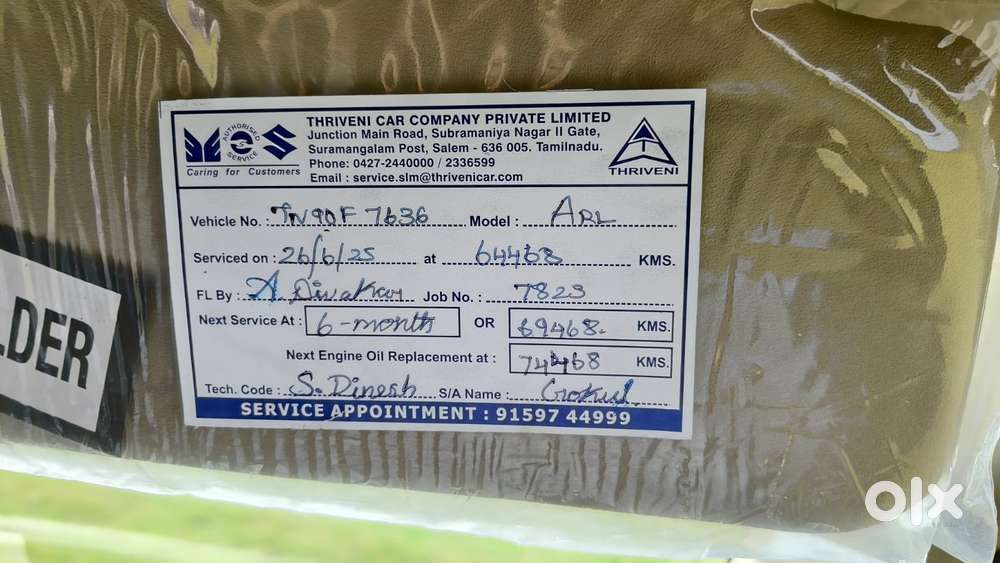 THRIVENI CAR COMPANY PRIVATE LIMITED
Junction Main Road, Subramaniya Nagar II Gate,
Suramangalam Post, Salem - 636 005. Tamilnadu.
Phone: 0427-2440000 / 2336599
Email : service.slm@thrivenicar.com
AUTHORISED SERVICE
Caring for Customers
THRIVENI
Vehicle No. : TN90F 7636 Model : ARL
Serviced on : 26/6/25 at 64468 KMS.
FL By : A. Divakar Job No. : 7823
Next Service At : 6-month OR 69468. KMS.
Next Engine Oil Replacement at : 74468 KMS.
Tech. Code : S. Dinesh S/A Name : Gokul
SERVICE APPOINTMENT : 91597 44999
LDER
olx